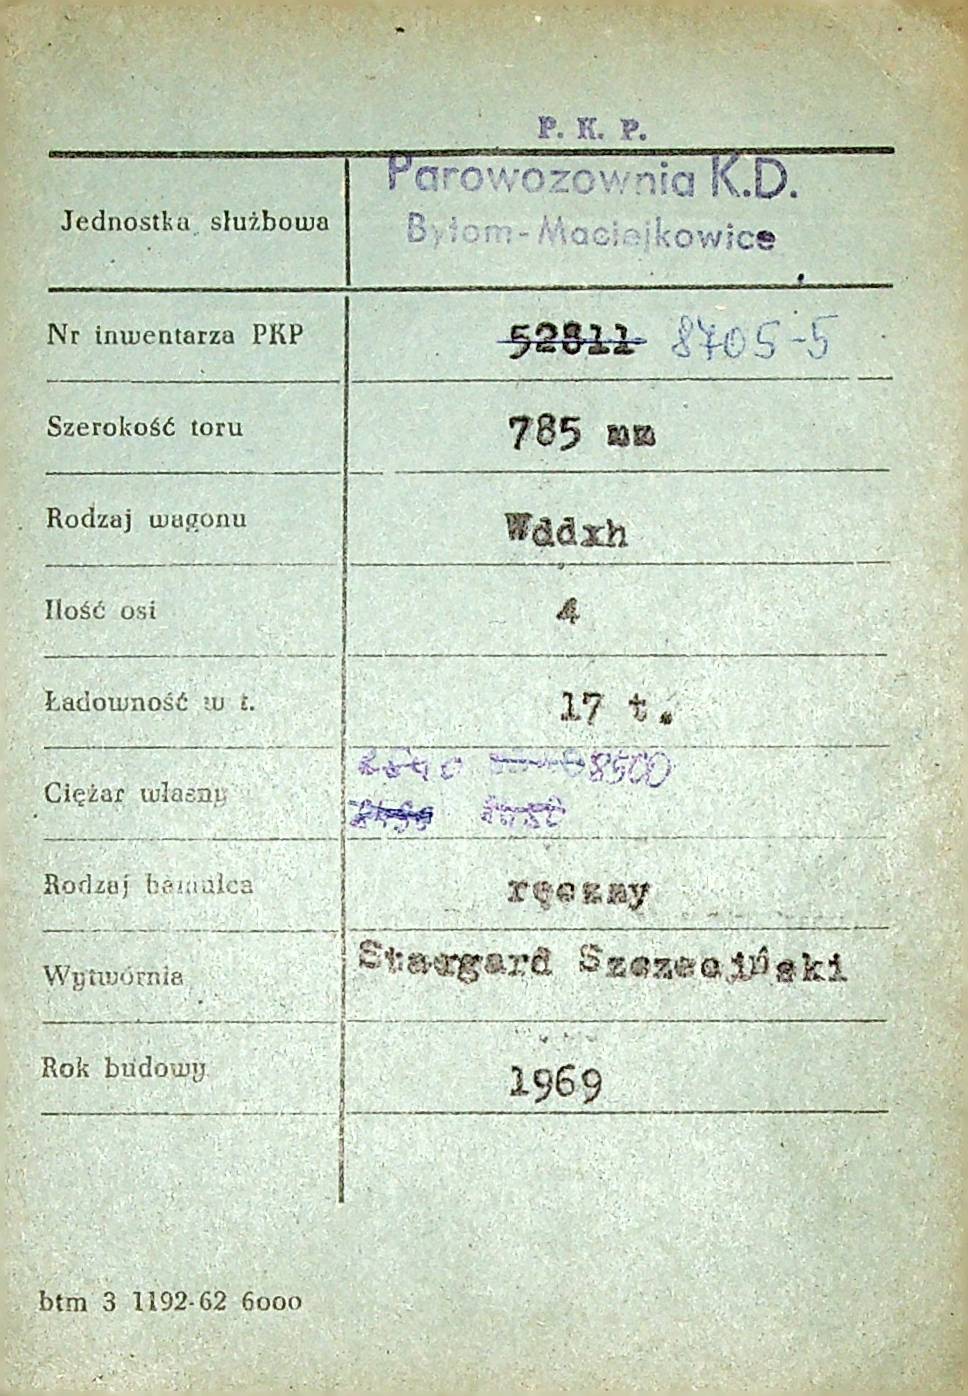 P. K. P.
Parowozownia K.D.
Jednostka służbowa
Bytom-Maciejkowice
Nr inwentarza PKP 52811 8705-5
Szerokość toru 785 mm
Rodzaj wagonu Wddxh
Ilość osi 4
Ładowność w t. 17 t.
8500
Ciężar własny
Rodzaj hamulca ręczny
Wytwórnia Stargard Szczeciński
Rok budowy 1969
btm 3 1192-62 6000